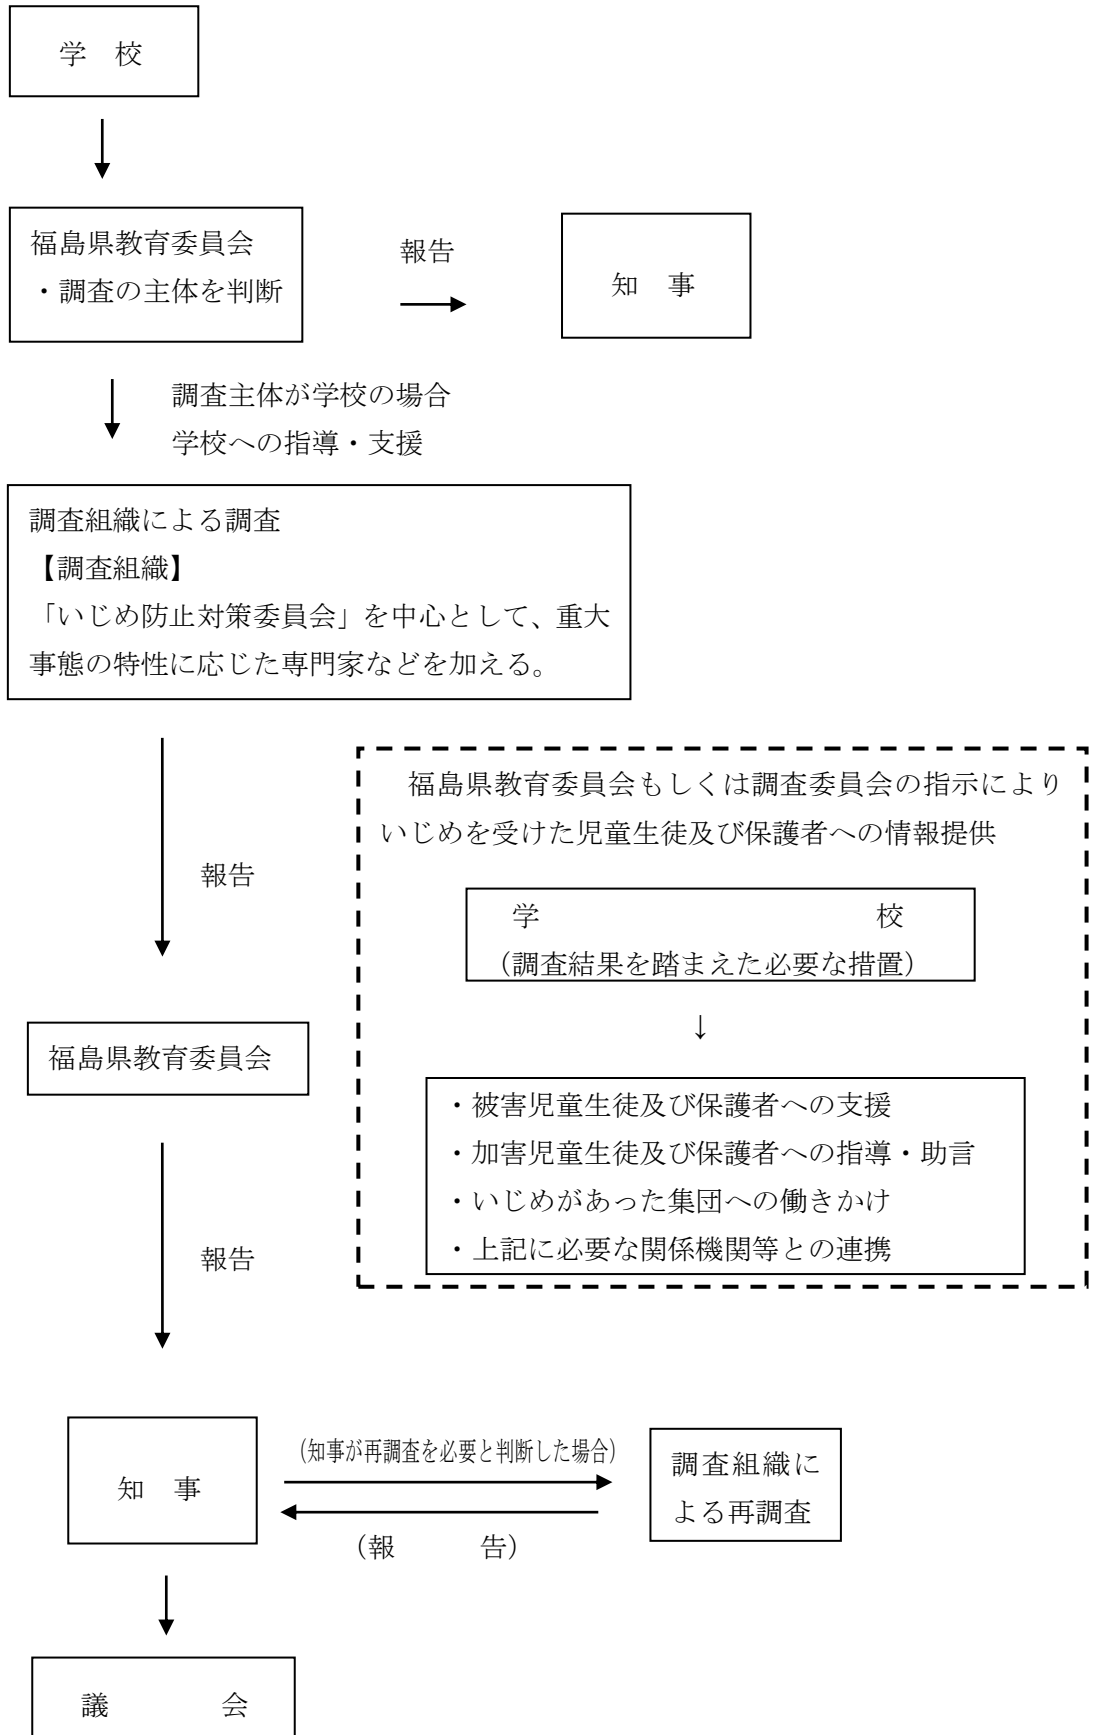 学　校
福島県教育委員会
・調査の主体を判断
報告
知　事
調査主体が学校の場合
学校への指導・支援
調査組織による調査
【調査組織】
「いじめ防止対策委員会」を中心として、重大
事態の特性に応じた専門家などを加える。
報告
福島県教育委員会もしくは調査委員会の指示により
いじめを受けた児童生徒及び保護者への情報提供
学　　　　　　　　　　　　校
（調査結果を踏まえた必要な措置）
↓
福島県教育委員会
・被害児童生徒及び保護者への支援
・加害児童生徒及び保護者への指導・助言
・いじめがあった集団への働きかけ
・上記に必要な関係機関等との連携
報告
知　事
（知事が再調査を必要と判断した場合）
（報　　　告）
調査組織に
よる再調査
議　　　　会